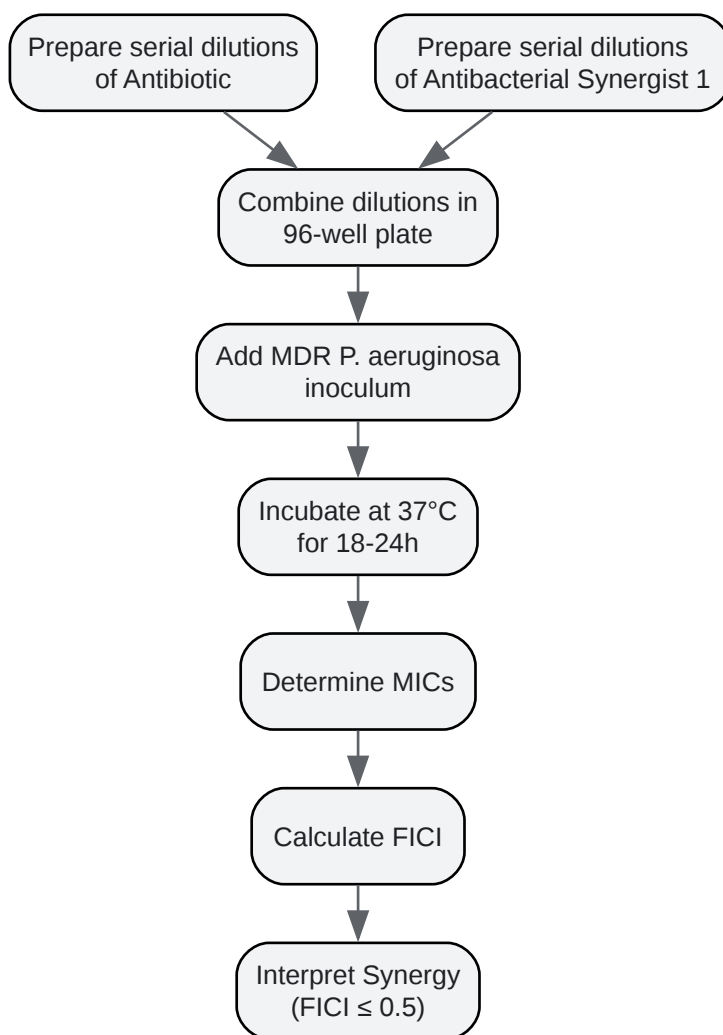 Prepare serial dilutions
of Antibiotic
Prepare serial dilutions
of Antibacterial Synergist 1
Combine dilutions in
96-well plate
Add MDR P. aeruginosa
inoculum
Incubate at 37°C
for 18-24h
Determine MICs
Calculate FICI
Interpret Synergy
(FICI ≤ 0.5)